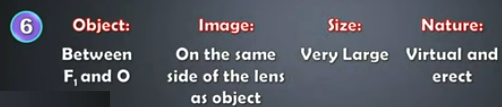 6 Object: Image: Size: Nature:
Between On the same Very Large Virtual and
F₁ and O side of the lens erect
as object